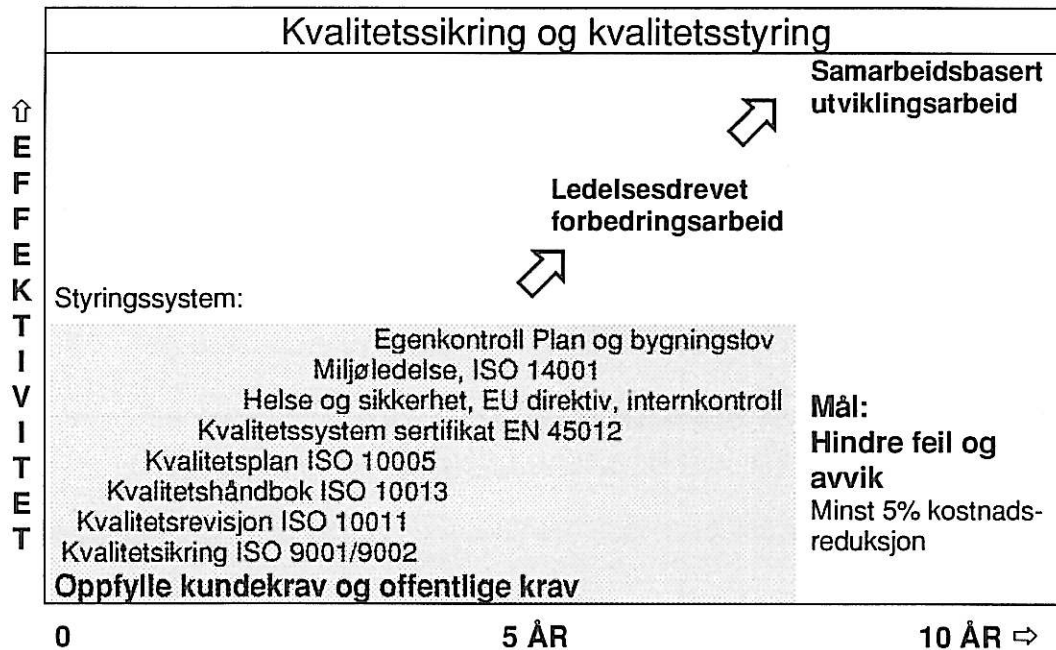 Kvalitetssikring og kvalitetsstyring
Samarbeidsbasert
utviklingsarbeid
Ledelsesdrevet
forbedringsarbeid
⇧
E
F
F
E
K
T
I
V
I
T
E
T
Styringssystem:
Egenkontroll Plan og bygningslov
Miljøledelse, ISO 14001
Helse og sikkerhet, EU direktiv, internkontroll
Kvalitetssystem sertifikat EN 45012
Kvalitetsplan ISO 10005
Kvalitetshåndbok ISO 10013
Kvalitetsrevisjon ISO 10011
Kvalitetsikring ISO 9001/9002
Oppfylle kundekrav og offentlige krav
Mål:
Hindre feil og
avvik
Minst 5% kostnads-
reduksjon
0 5 ÅR 10 ÅR ⇨